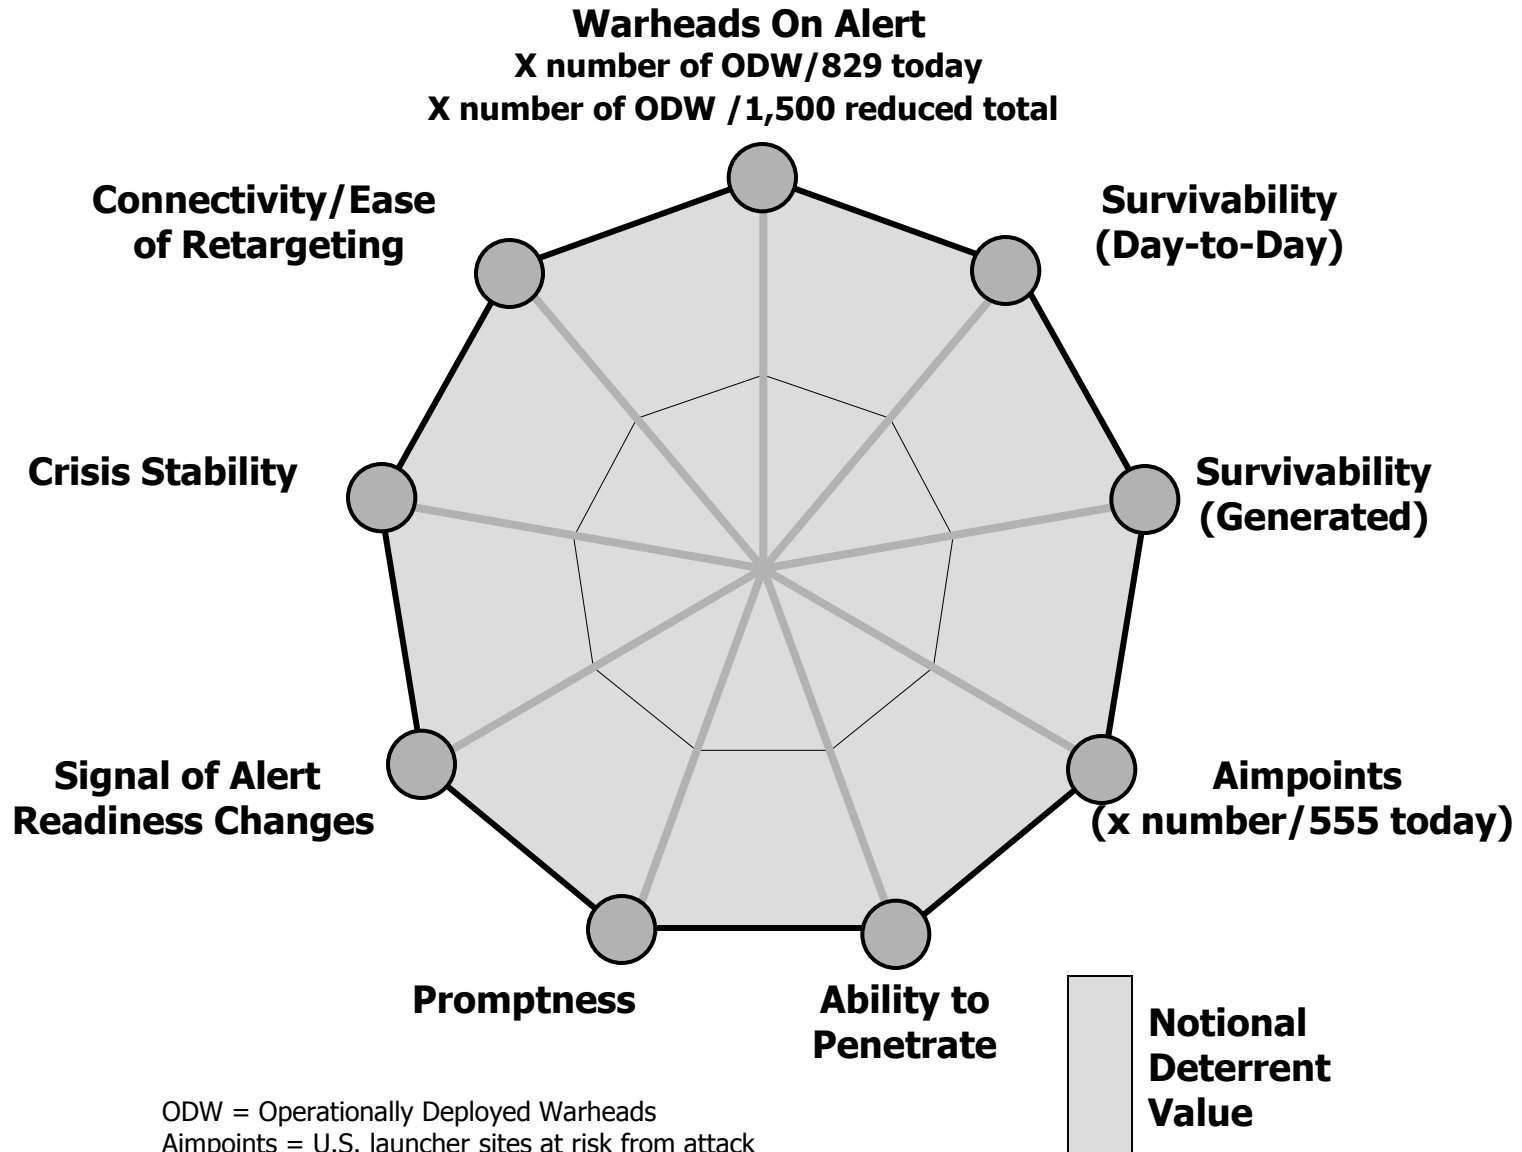 Warheads On Alert
X number of ODW/829 today
X number of ODW /1,500 reduced total
Connectivity/Ease
of Retargeting
Survivability
(Day-to-Day)
Crisis Stability
Survivability
(Generated)
Signal of Alert
Readiness Changes
Aimpoints
(x number/555 today)
Promptness
Ability to
Penetrate
Notional
Deterrent
Value
ODW = Operationally Deployed Warheads
Aimpoints = U.S. launcher sites at risk from attack